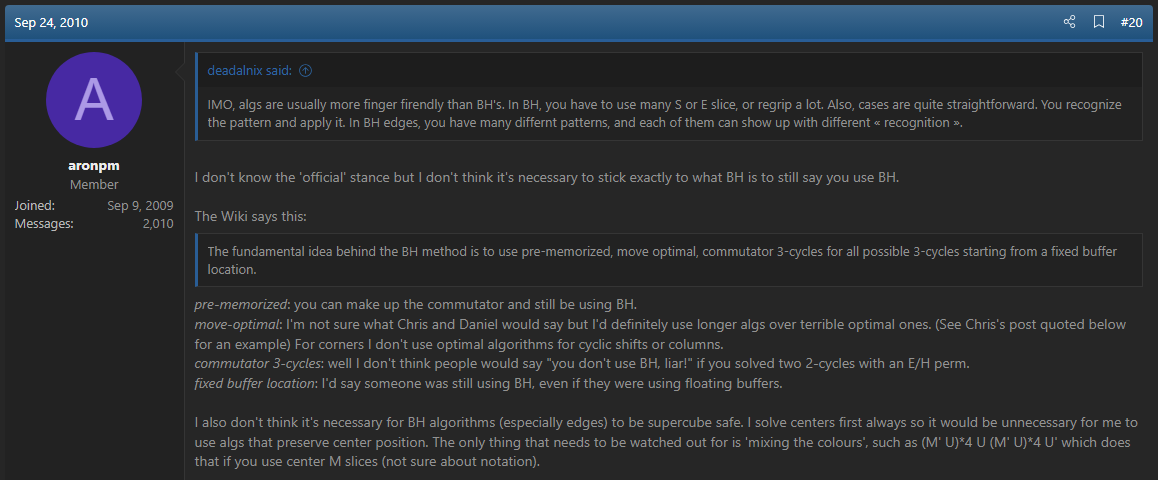 Sep 24, 2010
#20
A
aronpm
Member
Joined: Sep 9, 2009
Messages: 2,010
deadalnix said:
IMO, algs are usually more finger firendly than BH's. In BH, you have to use many S or E slice, or regrip a lot. Also, cases are quite straightforward. You recognize
the pattern and apply it. In BH edges, you have many differnt patterns, and each of them can show up with different « recognition ».
I don't know the 'official' stance but I don't think it's necessary to stick exactly to what BH is to still say you use BH.
The Wiki says this:
The fundamental idea behind the BH method is to use pre-memorized, move optimal, commutator 3-cycles for all possible 3-cycles starting from a fixed buffer
location.
pre-memorized: you can make up the commutator and still be using BH.
move-optimal: I'm not sure what Chris and Daniel would say but I'd definitely use longer algs over terrible optimal ones. (See Chris's post quoted below
for an example) For corners I don't use optimal algorithms for cyclic shifts or columns.
commutator 3-cycles: well I don't think people would say "you don't use BH, liar!" if you solved two 2-cycles with an E/H perm.
fixed buffer location: I'd say someone was still using BH, even if they were using floating buffers.
I also don't think it's necessary for BH algorithms (especially edges) to be supercube safe. I solve centers first always so it would be unnecessary for me to
use algs that preserve center position. The only thing that needs to be watched out for is 'mixing the colours', such as (M' U)*4 U (M' U)*4 U' which does
that if you use center M slices (not sure about notation).